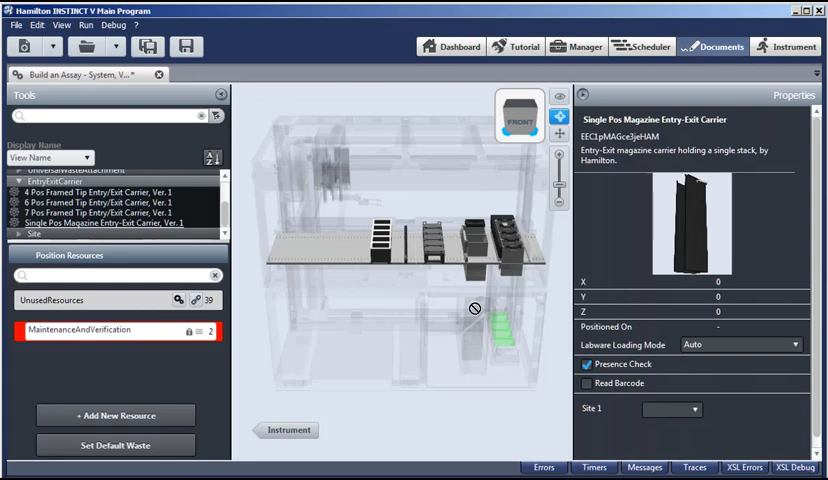 Hamilton INSTINCT V Main Program
File Edit View Run Debug ?
Dashboard Tutorial Manager Scheduler Documents Instrument
Build an Assay - System, V...*
Tools
Display Name
View Name
UniversalWasteAttachment
EntryExitCarrier
4 Pos Framed Tip Entry/Exit Carrier, Ver. 1
6 Pos Framed Tip Entry/Exit Carrier, Ver. 1
7 Pos Framed Tip Entry/Exit Carrier, Ver. 1
Single Pos Magazine Entry-Exit Carrier, Ver. 1
Site
Position Resources
UnusedResources 39
MaintenanceAndVerification 2
+ Add New Resource
Set Default Waste
FRONT
Instrument
Properties
Single Pos Magazine Entry-Exit Carrier
EEC1pMAGce3jeHAM
Entry-Exit magazine carrier holding a single stack, by
Hamilton.
X 0
Y 0
Z 0
Positioned On -
Labware Loading Mode Auto
Presence Check
Read Barcode
Site 1
Errors Timers Messages Traces XSL Errors XSL Debug